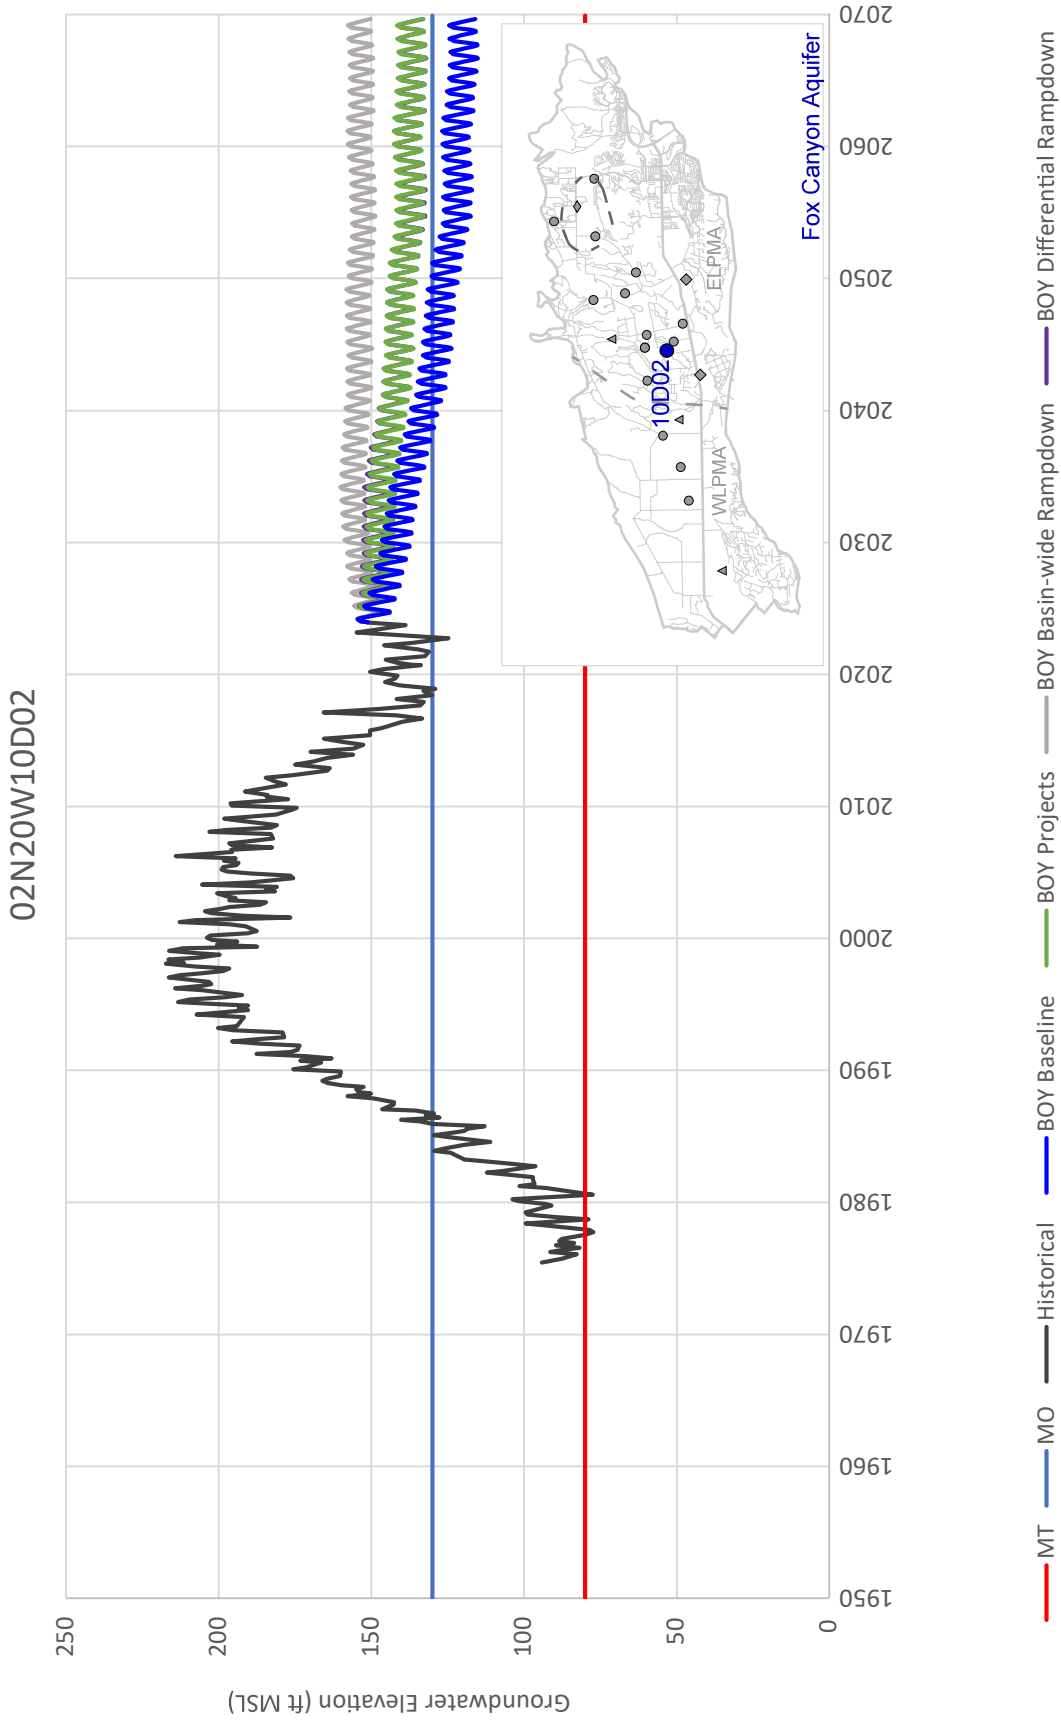 02N20W10D02
Groundwater Elevation (ft MSL)
250
200
150
100
50
0
1950
1960
1970
1980
1990
2000
2010
2020
2030
2040
2050
2060
2070
10D02
WLPMA
ELPMA
Fox Canyon Aquifer
MT
MO
Historical
BOY Baseline
BOY Projects
BOY Basin-wide Rampdown
BOY Differential Rampdown